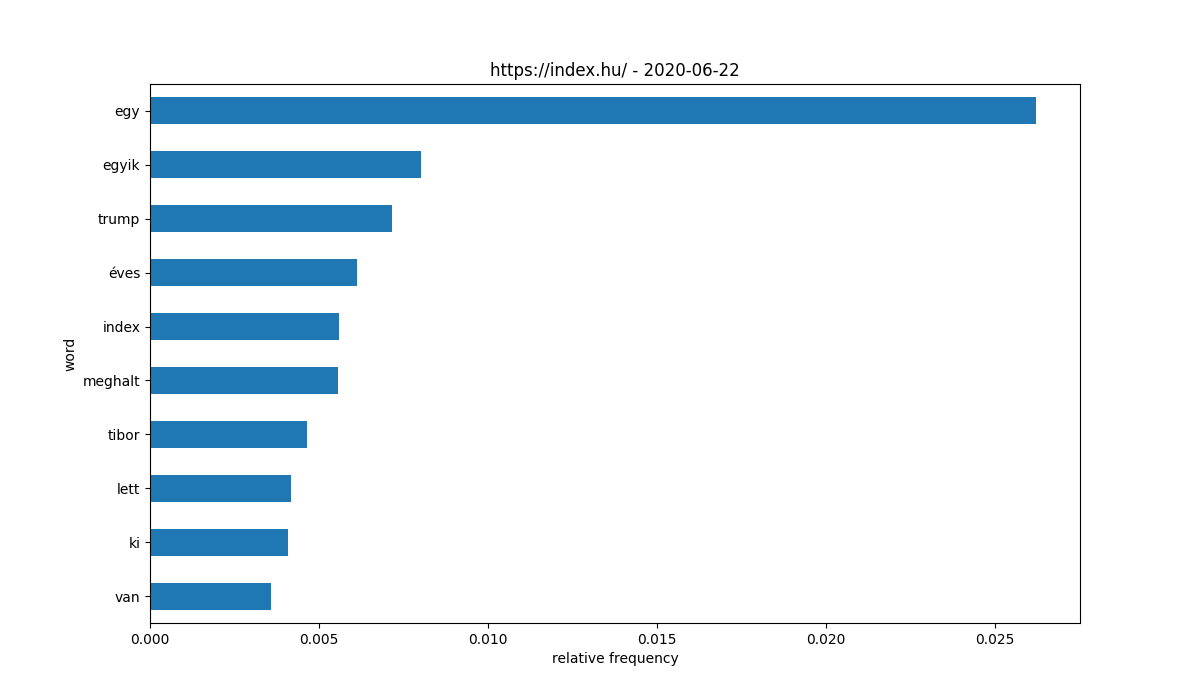 https://index.hu/ - 2020-06-22
egy
egyik
trump
éves
index
meghalt
tibor
lett
ki
van
word
0.000 0.005 0.010 0.015 0.020 0.025
relative frequency